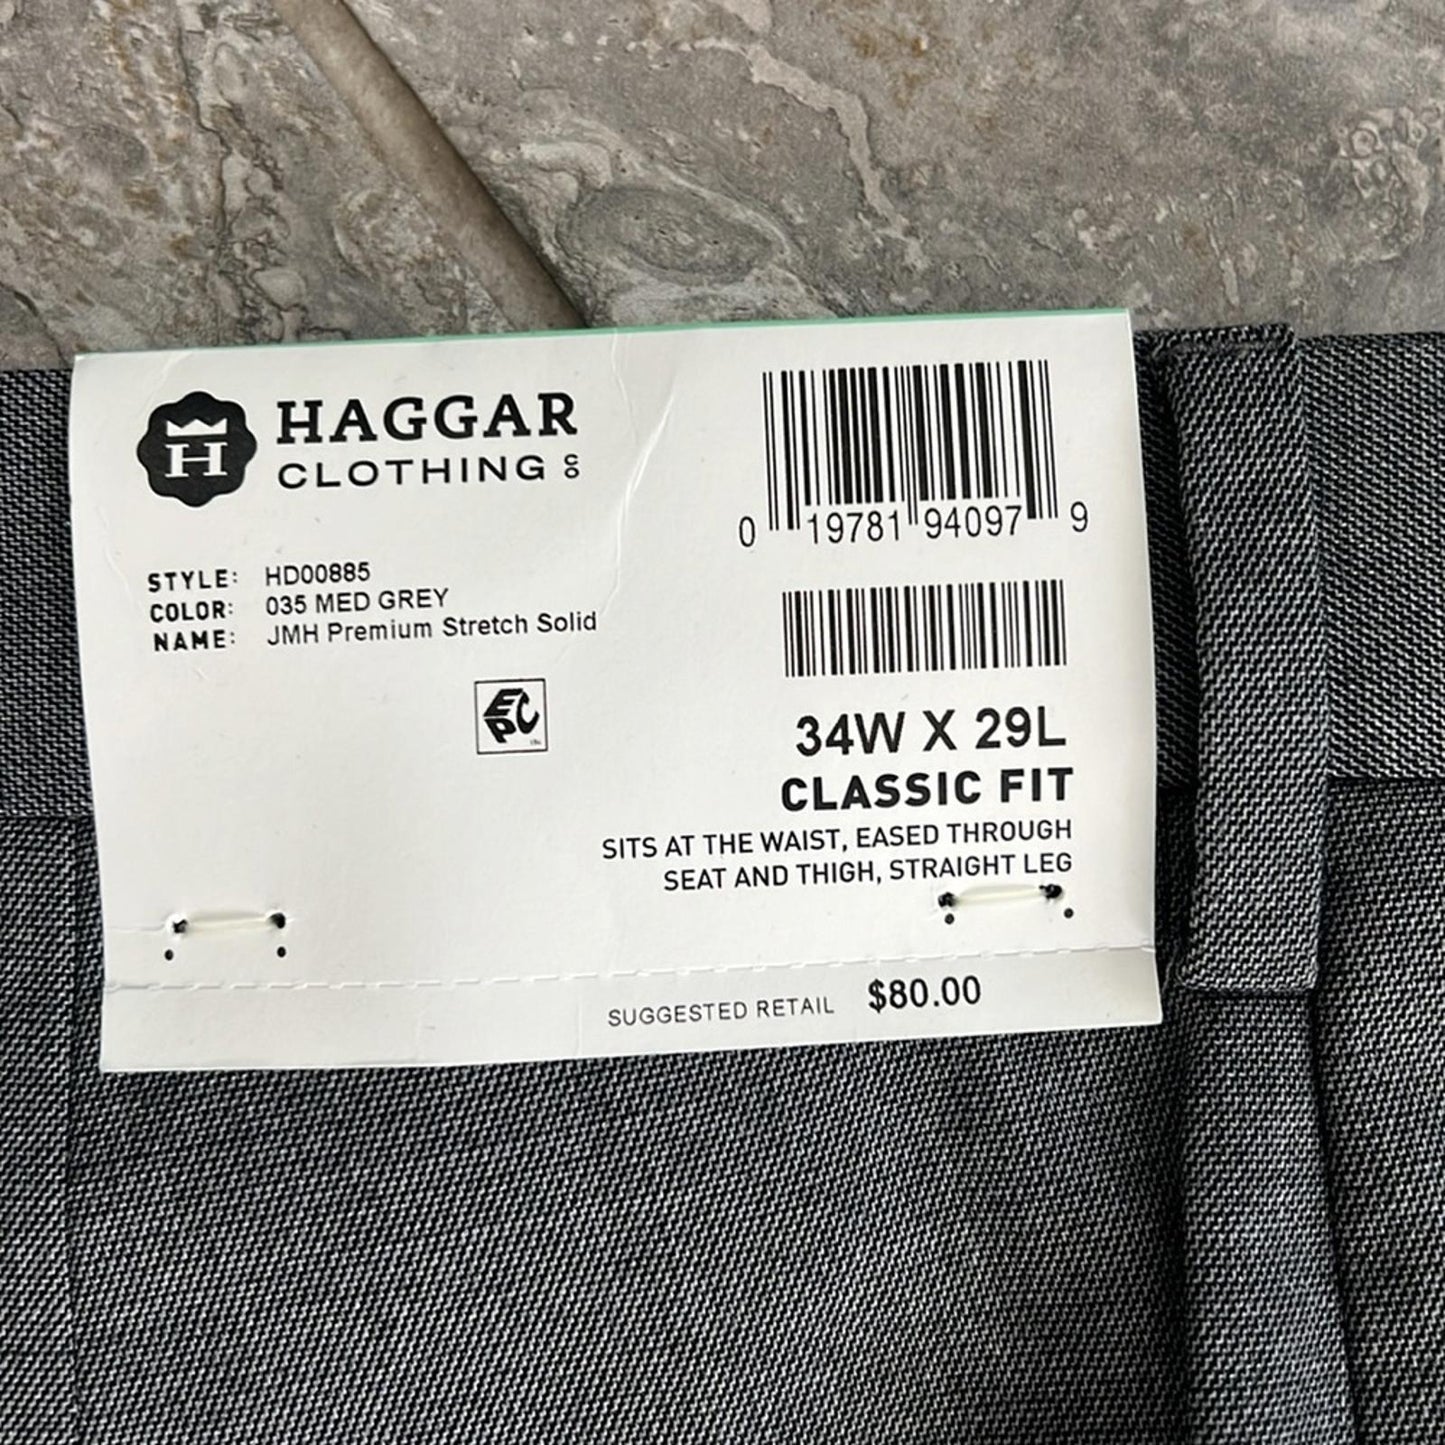 H
HAGGAR
CLOTHING CO
STYLE: HD00885
COLOR: 035 MED GREY
NAME: JMH Premium Stretch Solid
EPC
0 19781 94097 9
34W X 29L
CLASSIC FIT
SITS AT THE WAIST, EASED THROUGH
SEAT AND THIGH, STRAIGHT LEG
SUGGESTED RETAIL $80.00